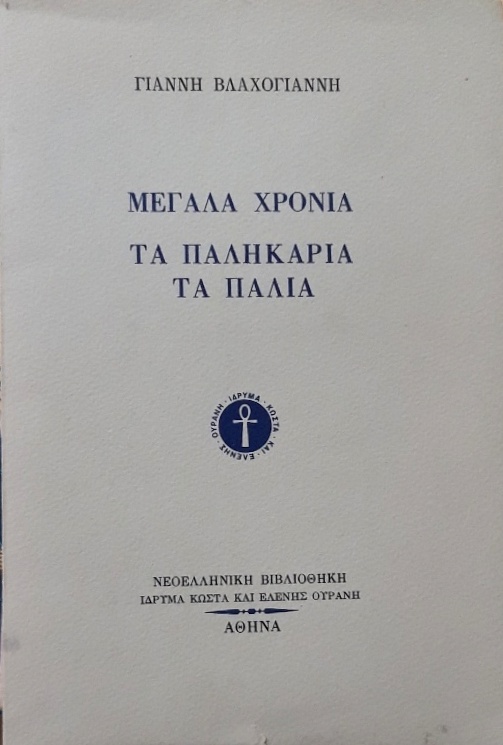 ΓΙΑΝΝΗ ΒΛΑΧΟΓΙΑΝΝΗ
ΜΕΓΑΛΑ ΧΡΟΝΙΑ
ΤΑ ΠΑΛΗΚΑΡΙΑ
ΤΑ ΠΑΛΙΑ
ΙΔΡΥΜΑ · ΚΩΣΤΑ · ΚΑΙ · ΕΛΕΝΗΣ · ΟΥΡΑΝΗ ·
ΝΕΟΕΛΛΗΝΙΚΗ ΒΙΒΛΙΟΘΗΚΗ
ΙΔΡΥΜΑ ΚΩΣΤΑ ΚΑΙ ΕΛΕΝΗΣ ΟΥΡΑΝΗ
ΑΘΗΝΑ